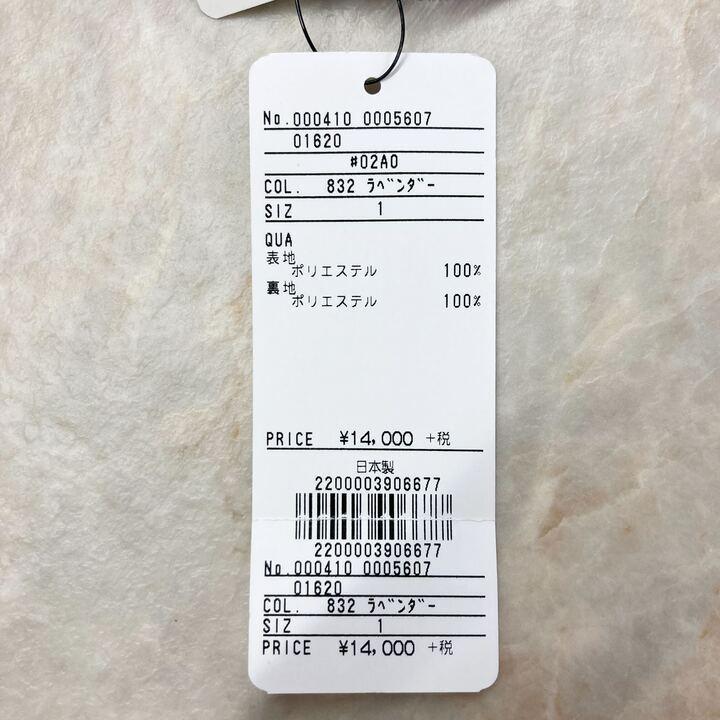 No.000410 0005607
01620
#02A0
COL. 832 ﾗﾍﾞﾝﾀﾞｰ
SIZ 1
QUA
表地
ポリエステル 100%
裏地
ポリエステル 100%
PRICE ¥14,000 +税
日本製
2200003906677
2200003906677
No.000410 0005607
01620
COL. 832 ﾗﾍﾞﾝﾀﾞｰ
SIZ 1
PRICE ¥14,000 +税